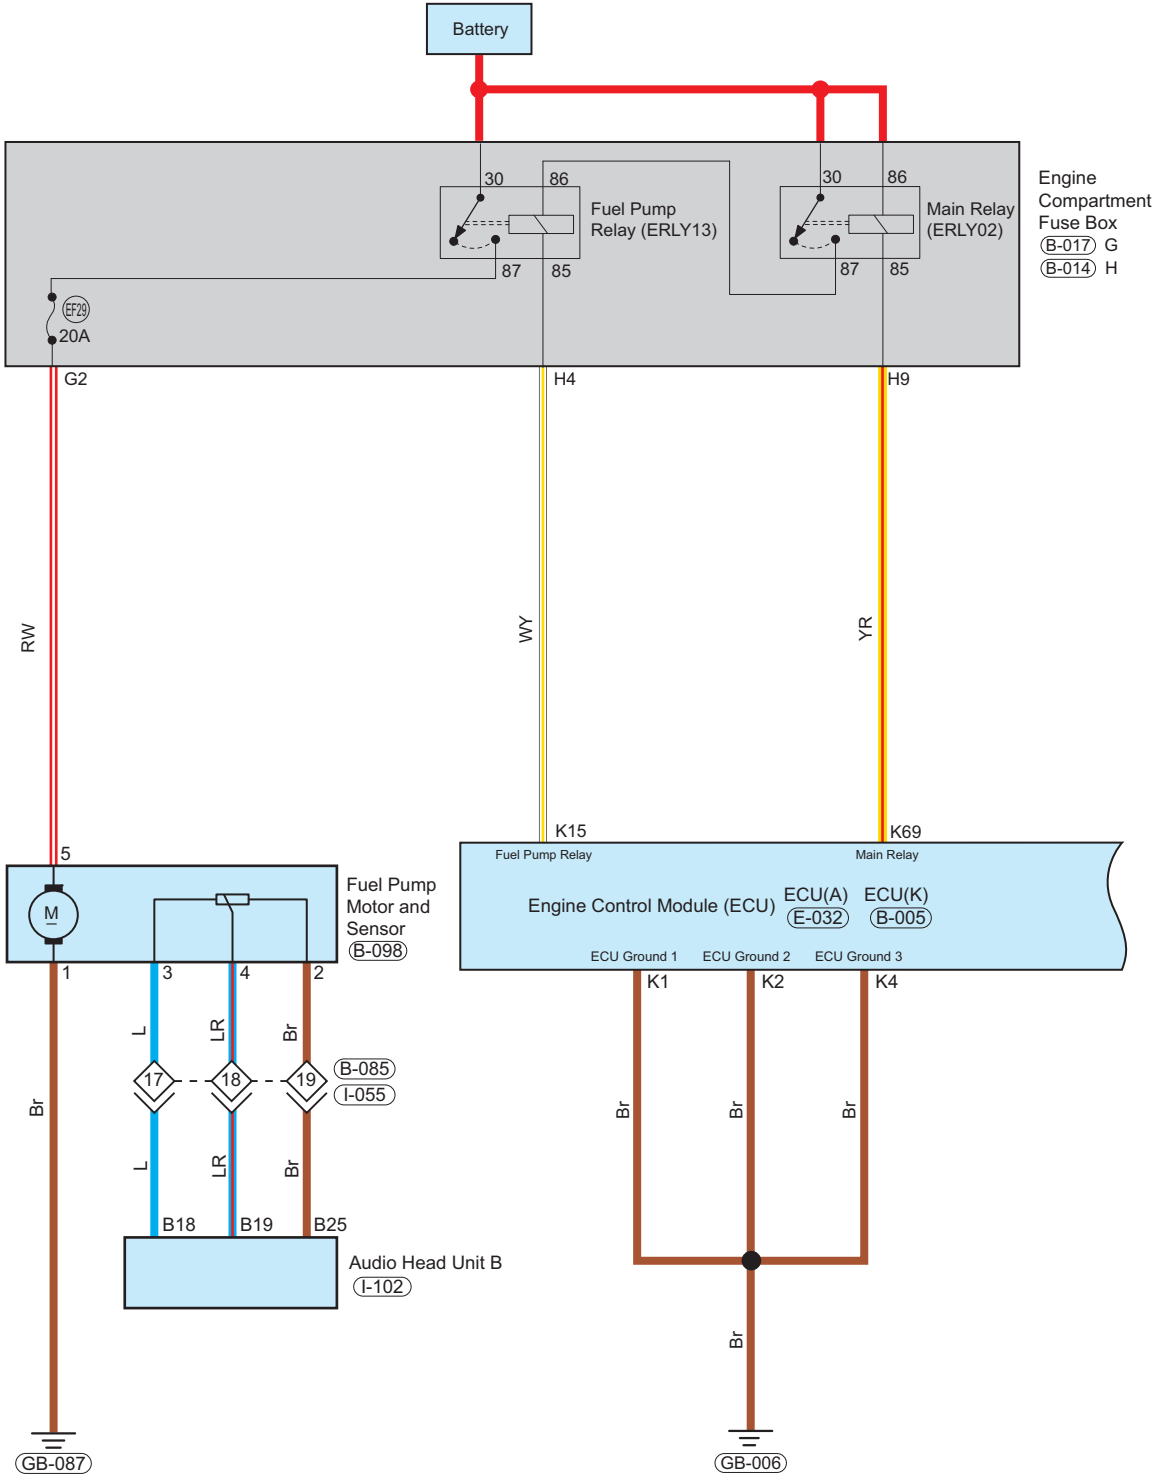 Battery
30
86
Fuel Pump
Relay (ERLY13)
87
85
30
86
Main Relay
(ERLY02)
87
85
Engine
Compartment
Fuse Box
B-017 G
B-014 H
EF29
20A
G2
H4
H9
RW
WY
YR
K15
K69
Fuel Pump Relay
Main Relay
Engine Control Module (ECU)
ECU(A)
E-032
ECU(K)
B-005
ECU Ground 1
ECU Ground 2
ECU Ground 3
K1
K2
K4
5
M
Fuel Pump
Motor and
Sensor
B-098
1
3
4
2
L
LR
Br
17
18
19
B-085
I-055
Br
L
LR
Br
B18
B19
B25
Audio Head Unit B
I-102
Br
Br
Br
Br
GB-087
GB-006